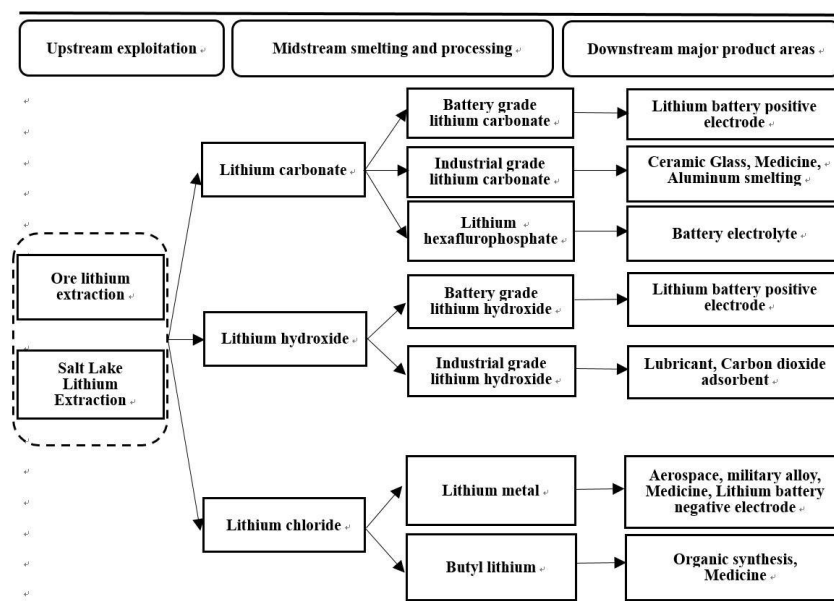 Upstream exploitation
Midstream smelting and processing
Downstream major product areas
Battery grade
lithium carbonate
Lithium battery positive
electrode
Lithium carbonate
Industrial grade
lithium carbonate
Ceramic Glass, Medicine,
Aluminum smelting
Lithium
hexaflurophosphate
Battery electrolyte
Ore lithium
extraction
Salt Lake
Lithium
Extraction
Lithium hydroxide
Battery grade
lithium hydroxide
Lithium battery positive
electrode
Industrial grade
lithium hydroxide
Lubricant, Carbon dioxide
adsorbent
Lithium chloride
Lithium metal
Aerospace, military alloy,
Medicine, Lithium battery
negative electrode
Butyl lithium
Organic synthesis,
Medicine